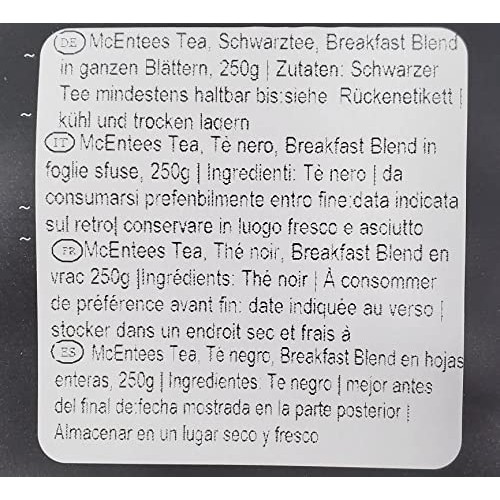 DE McEntees Tea, Schwarztee, Breakfast Blend
in ganzen Blättern, 250g | Zutaten: Schwarzer
Tee mindestens haltbar bis:siehe Rückenetikett |
kühl und trocken lagern
IT McEntees Tea, Tè nero, Breakfast Blend in
foglie sfuse, 250g | Ingredienti: Tè nero | da
consumarsi prefenbilmente entro fine:data indicata
sul retro| conservare in luogo fresco e asciutto
FR McEntees Tea, Thé noir, Breakfast Blend en
vrac 250g |Ingrédients: Thé noir | À consommer
de préférence avant fin: date indiquée au verso |
stocker dans un endroit sec et frais à
ES McEntees Tea, Tè negro, Breakfast Blend en hojas
enteras, 250g | Ingredientes. Te negro | mejor antes
del final de:fecha mostrada en la parte posterior |
Almacenar en un lugar seco y fresco